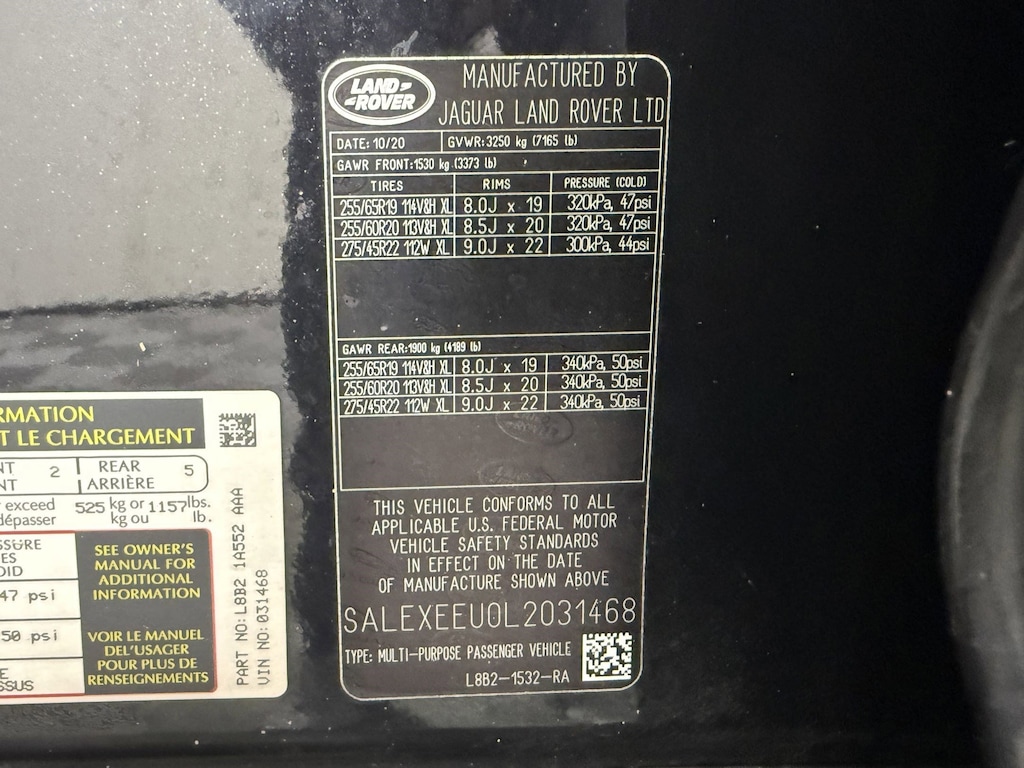 LAND ROVER
MANUFACTURED BY
JAGUAR LAND ROVER LTD
DATE: 10/20 GVWR:3250 kg (7165 lb)
GAWR FRONT:1530 kg (3373 lb)
TIRES RIMS PRESSURE (COLD)
255/65R19 114V&H XL 8.0J x 19 320kPa, 47psi
255/60R20 113V&H XL 8.5J x 20 320kPa, 47psi
275/45R22 112W XL 9.0J x 22 300kPa, 44psi
GAWR REAR:1900 kg (4189 lb)
255/65R19 114V&H XL 8.0J x 19 340kPa, 50psi
255/60R20 113V&H XL 8.5J x 20 340kPa, 50psi
275/45R22 112W XL 9.0J x 22 340kPa, 50psi
THIS VEHICLE CONFORMS TO ALL
APPLICABLE U.S. FEDERAL MOTOR
VEHICLE SAFETY STANDARDS
IN EFFECT ON THE DATE
OF MANUFACTURE SHOWN ABOVE
SALEXEEU0L2031468
TYPE: MULTI-PURPOSE PASSENGER VEHICLE
L8B2-1532-RA
RMATION
T LE CHARGEMENT
NT 2 REAR 5
NT ARRIÈRE
exceed 525 kg or 1157 lbs.
dépasser kg ou lb.
SSURE
ES
OID
47 psi
50 psi
E
SSUS
SEE OWNER'S
MANUAL FOR
ADDITIONAL
INFORMATION
VOIR LE MANUEL
DEL'USAGER
POUR PLUS DE
RENSEIGNEMENTS
PART NO:L8B2 1A552 AAA
VIN NO:031468